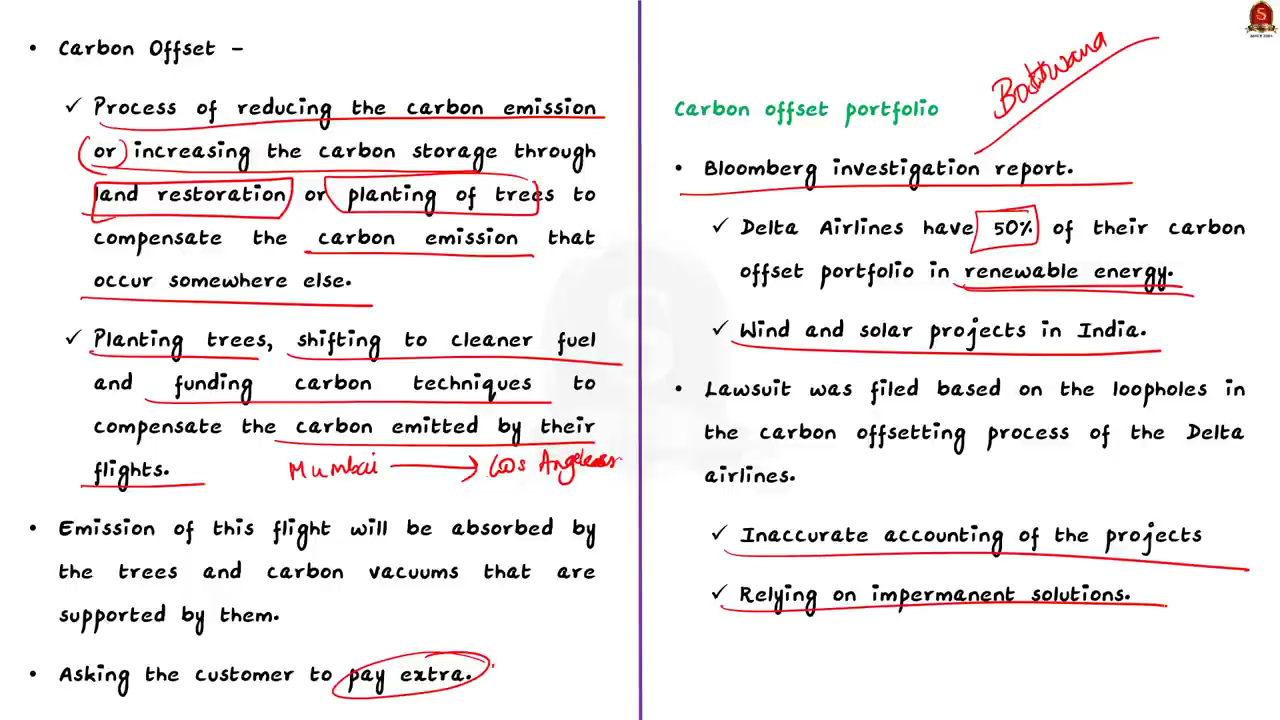 • Carbon Offset –
✓ Process of reducing the carbon emission
(or) increasing the carbon storage through
land restoration or planting of trees to
compensate the carbon emission that
occur somewhere else.
✓ Planting trees, shifting to cleaner fuel
and funding carbon techniques to
compensate the carbon emitted by their
flights.
Mumbai → Los Angeles
• Emission of this flight will be absorbed by
the trees and carbon vacuums that are
supported by them.
• Asking the customer to pay extra.
Botswana
Carbon offset portfolio
• Bloomberg investigation report.
✓ Delta Airlines have 50% of their carbon
offset portfolio in renewable energy.
✓ Wind and solar projects in India.
• Lawsuit was filed based on the loopholes in
the carbon offsetting process of the Delta
airlines.
✓ Inaccurate accounting of the projects
✓ Relying on impermanent solutions.